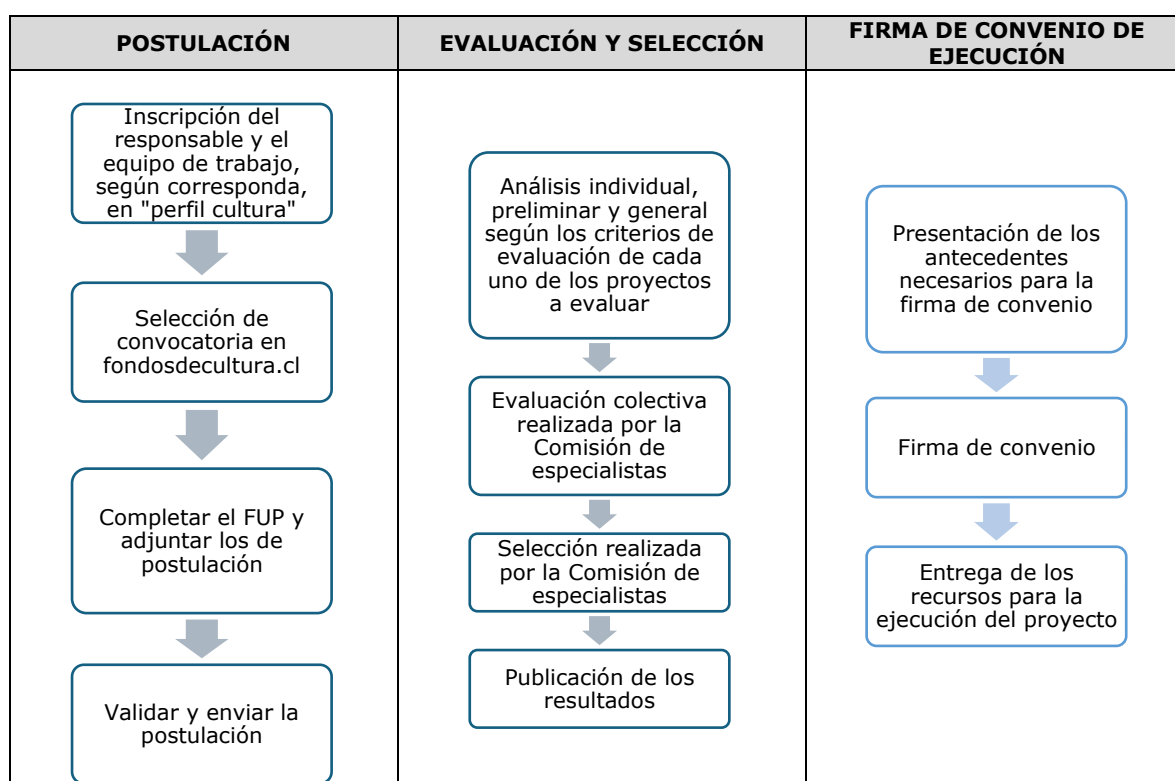 POSTULACIÓN
EVALUACIÓN Y SELECCIÓN
FIRMA DE CONVENIO DE
EJECUCIÓN
Inscripción del
responsable y el
equipo de trabajo,
según corresponda,
en "perfil cultura"
Selección de
convocatoria en
fondosdecultura.cl
Completar el FUP y
adjuntar los de
postulación
Validar y enviar la
postulación
Análisis individual,
preliminar y general
según los criterios de
evaluación de cada
uno de los proyectos
a evaluar
Evaluación colectiva
realizada por la
Comisión de
especialistas
Selección realizada
por la Comisión de
especialistas
Publicación de los
resultados
Presentación de los
antecedentes
necesarios para la
firma de convenio
Firma de convenio
Entrega de los
recursos para la
ejecución del proyecto